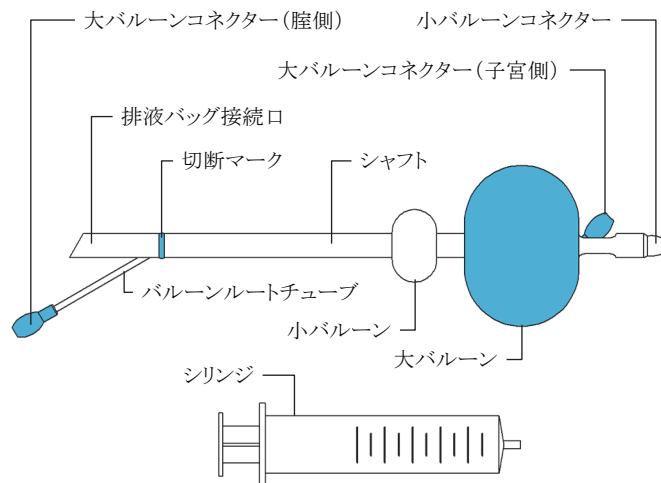 大バルーンコネクター（腟側）
小バルーンコネクター
大バルーンコネクター（子宮側）
排液バッグ接続口
切断マーク
シャフト
バルーンルートチューブ
小バルーン
大バルーン
シリンジ